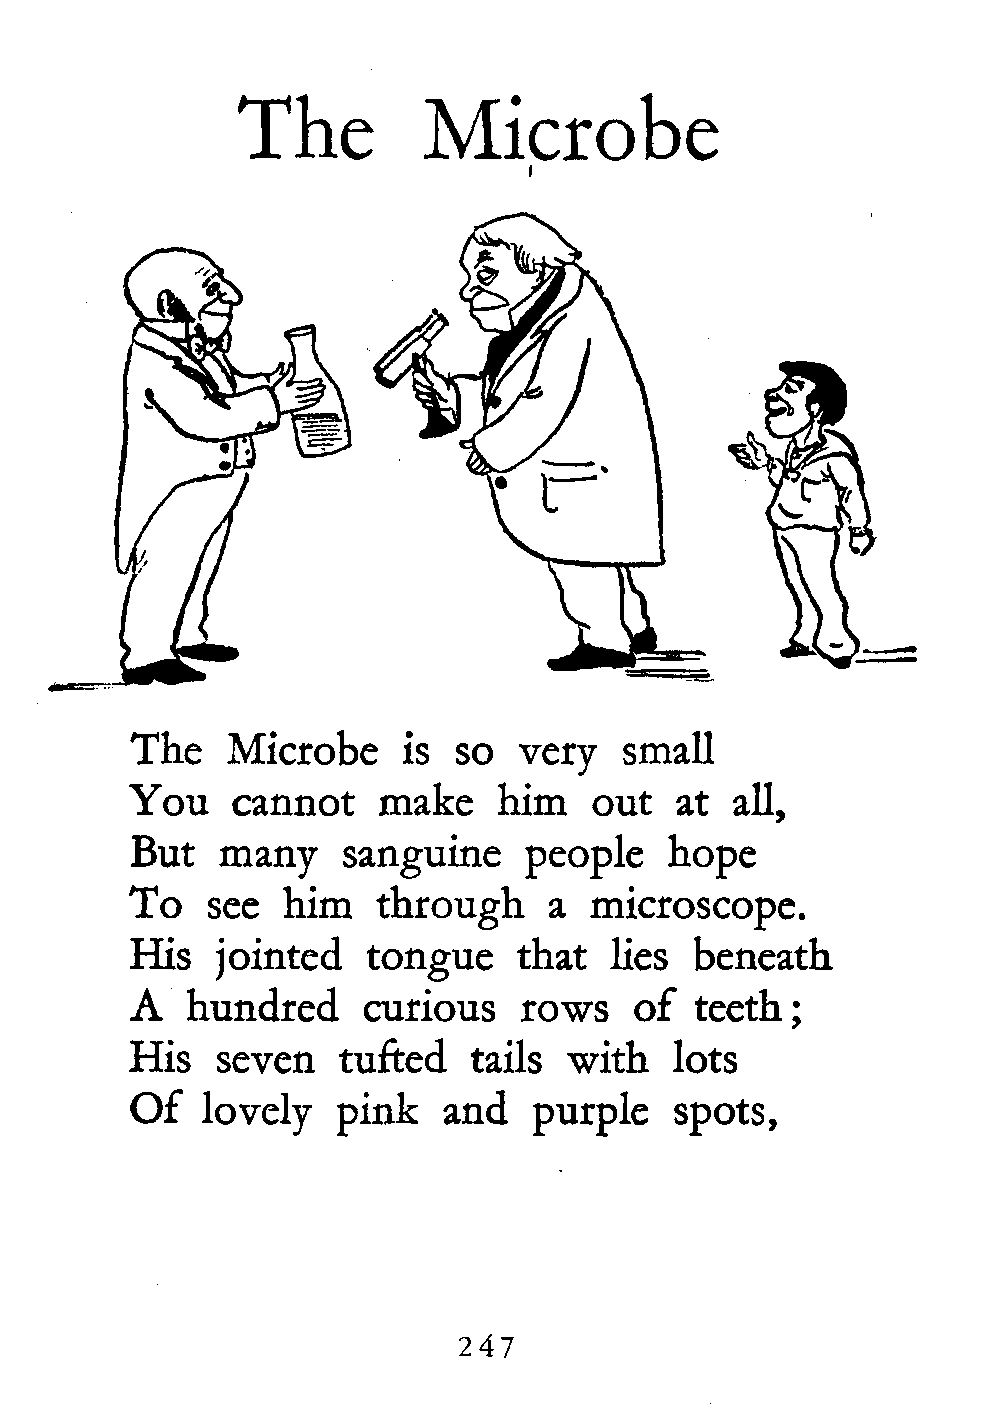 The Microbe
The Microbe is so very small
You cannot make him out at all,
But many sanguine people hope
To see him through a microscope.
His jointed tongue that lies beneath
A hundred curious rows of teeth;
His seven tufted tails with lots
Of lovely pink and purple spots,
247